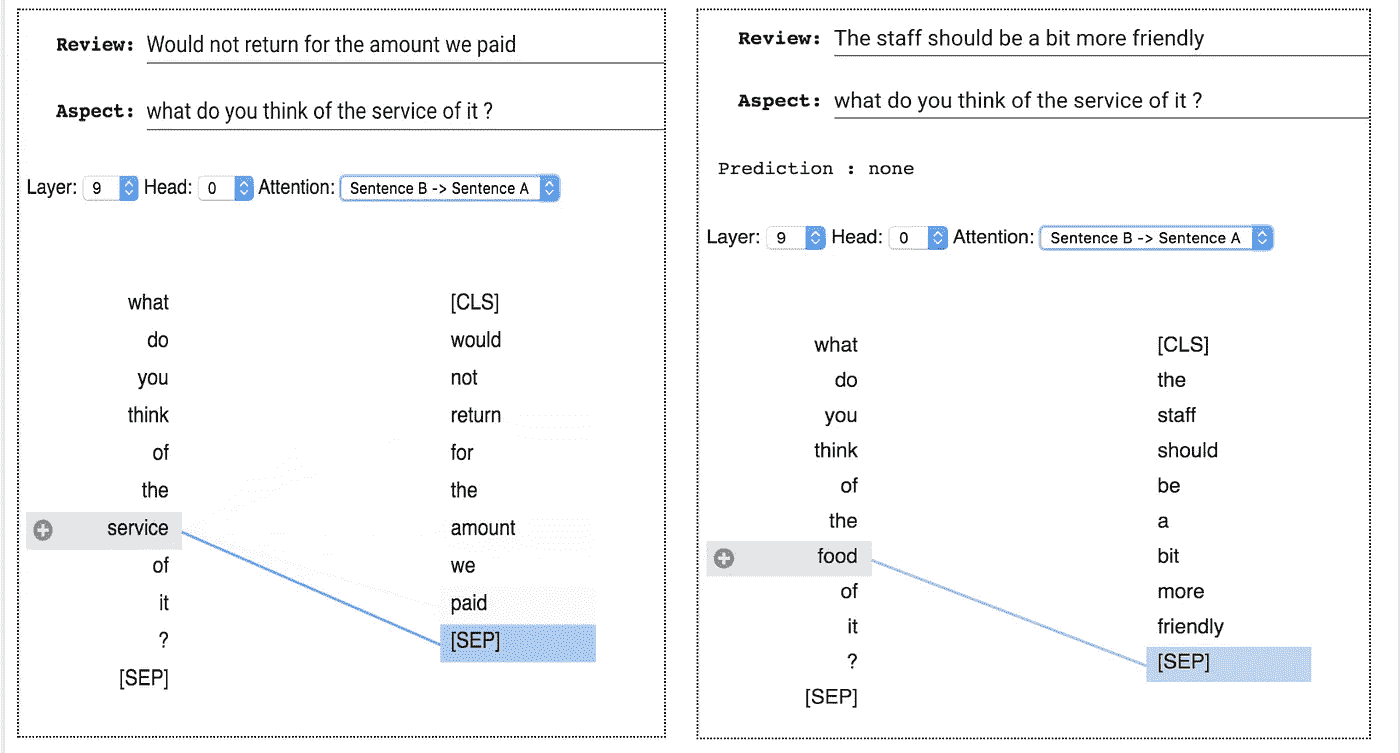 Review: Would not return for the amount we paid
Aspect: what do you think of the service of it ?
Layer: 9 Head: 0 Attention: Sentence B -> Sentence A
what [CLS]
do would
you not
think return
of for
the the
service amount
of we
it paid
? [SEP]
[SEP]
Review: The staff should be a bit more friendly
Aspect: what do you think of the service of it ?
Prediction : none
Layer: 9 Head: 0 Attention: Sentence B -> Sentence A
what [CLS]
do the
you staff
think should
of be
the a
food bit
of more
it friendly
? [SEP]
[SEP]